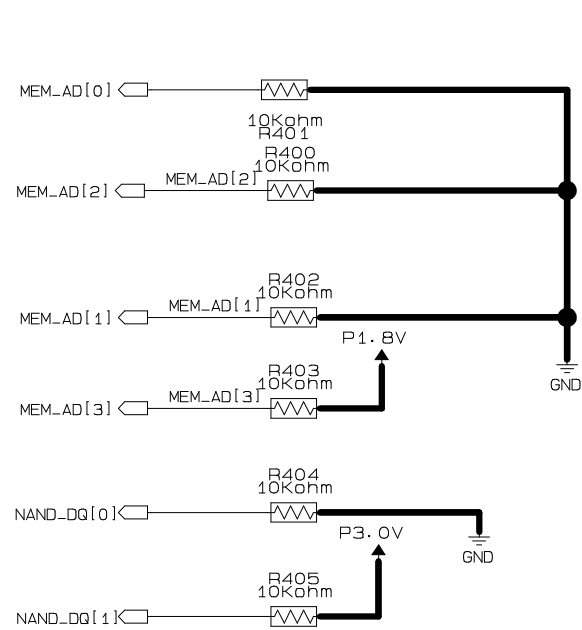 MEM_AD[0]
10Kohm
R401
R400
10Kohm
MEM_AD[2]
MEM_AD[2]
R402
10Kohm
MEM_AD[1]
MEM_AD[1]
P1.8V
GND
R403
10Kohm
MEM_AD[3]
MEM_AD[3]
R404
10Kohm
NAND_DQ[0]
P3.0V
GND
R405
10Kohm
NAND_DQ[1]